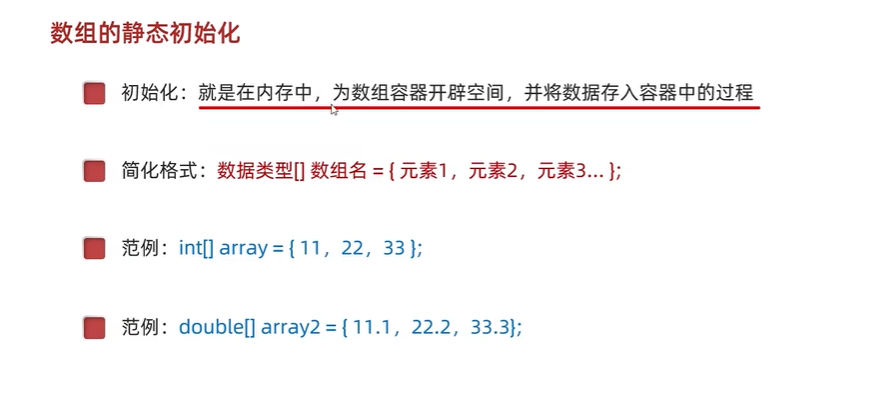 数组的静态初始化
初始化：就是在内存中，为数组容器开辟空间，并将数据存入容器中的过程
简化格式：数据类型[] 数组名 = { 元素1，元素2，元素3... };
范例：int[] array = { 11，22，33 };
范例：double[] array2 = { 11.1，22.2，33.3};